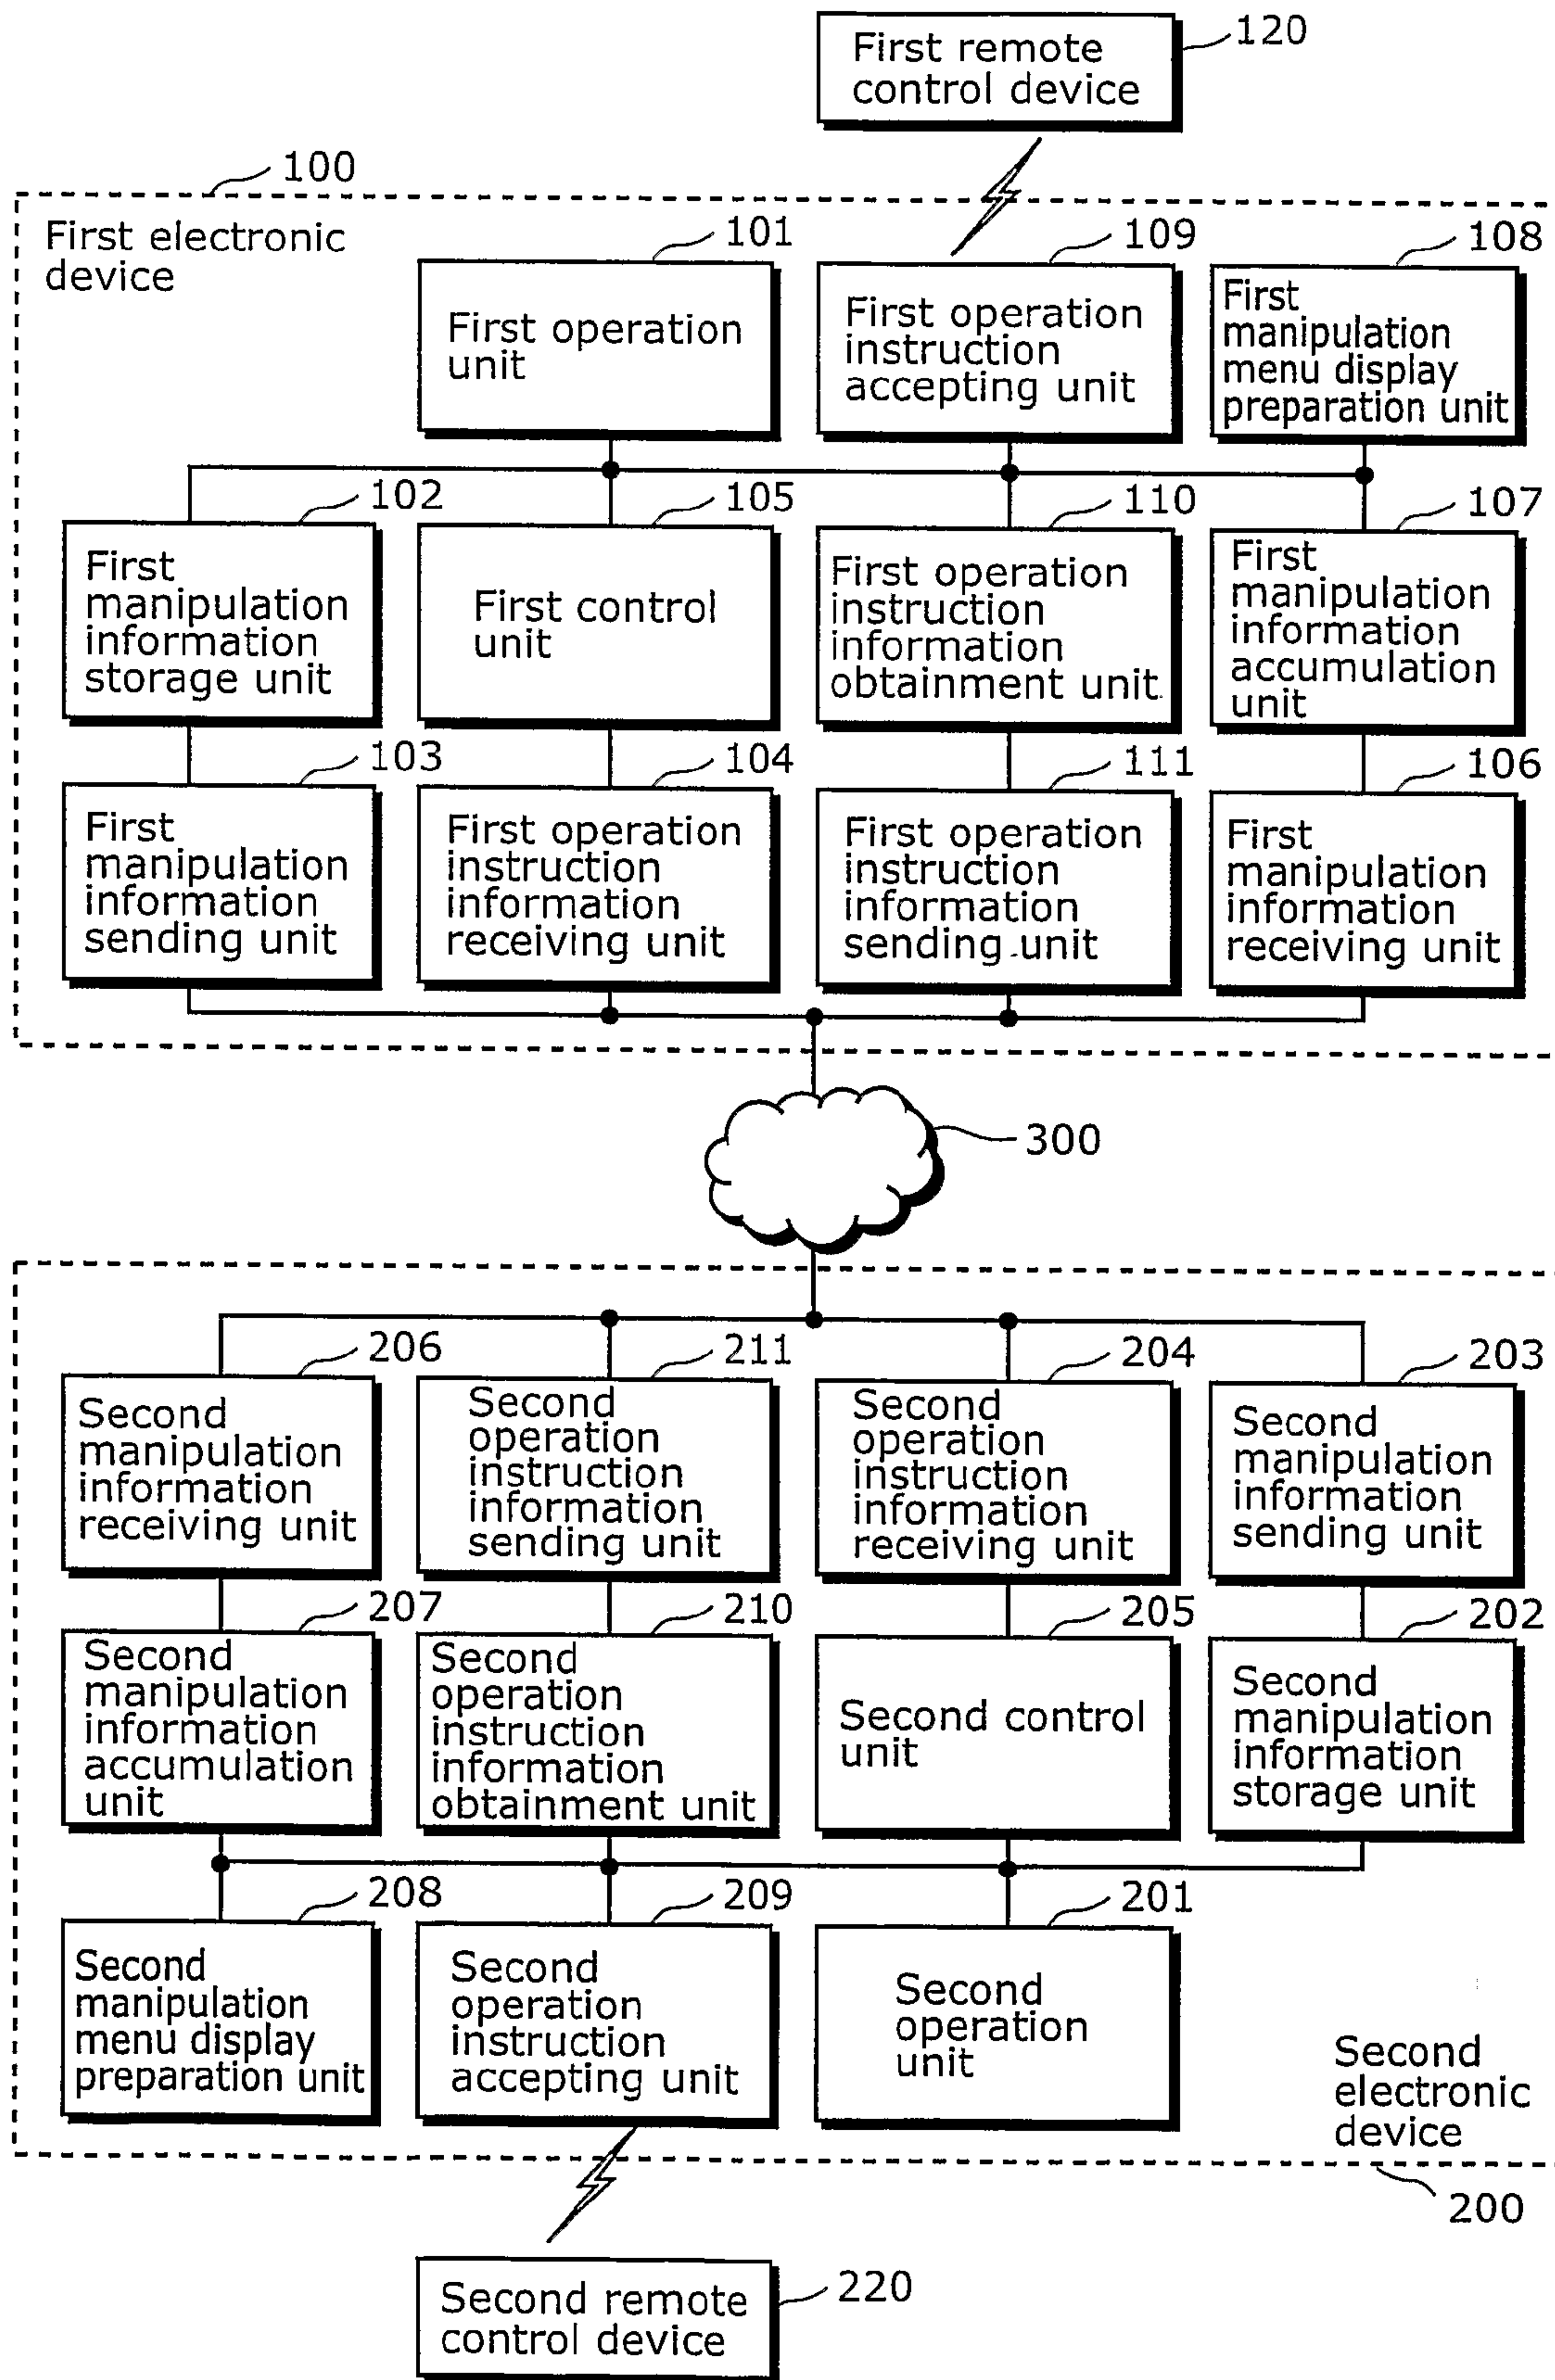 First remote
control device
120
100
First electronic
device
101
First operation
unit
109
First operation
instruction
accepting unit
108
First
manipulation
menu display
preparation unit
102
First
manipulation
information
storage unit
105
First control
unit
110
First operation
instruction
information
obtainment unit
107
First
manipulation
information
accumulation
unit
103
First
manipulation
information
sending unit
104
First operation
instruction
information
receiving unit
111
First operation
instruction
information
sending unit
106
First
manipulation
information
receiving unit
300
206
Second
manipulation
information
receiving unit
211
Second
operation
instruction
information
sending unit
204
Second
operation
instruction
information
receiving unit
203
Second
manipulation
information
sending unit
207
Second
manipulation
information
accumulation
unit
210
Second
operation
instruction
information
obtainment unit
205
Second control
unit
202
Second
manipulation
information
storage unit
208
Second
manipulation
menu display
preparation unit
209
Second
operation
instruction
accepting unit
201
Second
operation
unit
Second
electronic
device
200
Second remote
control device
220